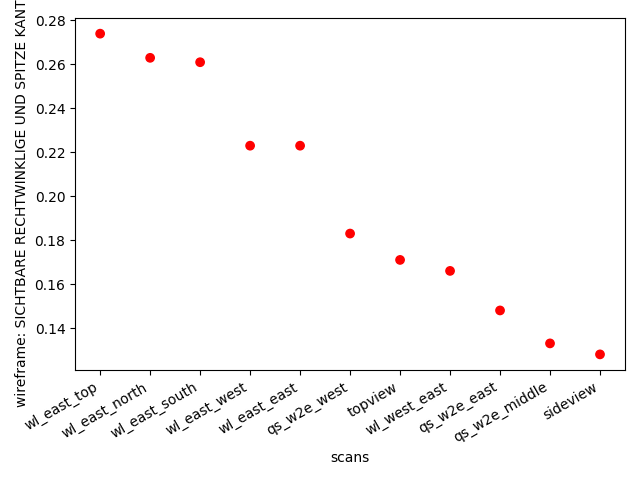 wireframe: SICHTBARE RECHTWINKLIGE UND SPITZE KANT
0.28
0.26
0.24
0.22
0.20
0.18
0.16
0.14
wl_east_top
wl_east_north
wl_east_south
wl_east_west
wl_east_east
qs_w2e_west
topview
wl_west_east
qs_w2e_east
qs_w2e_middle
sideview
scans